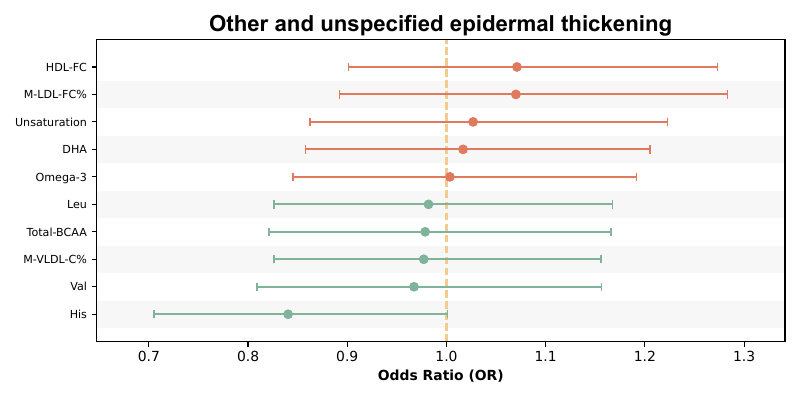 Other and unspecified epidermal thickening
HDL-FC
M-LDL-FC%
Unsaturation
DHA
Omega-3
Leu
Total-BCAA
M-VLDL-C%
Val
His
0.7 0.8 0.9 1.0 1.1 1.2 1.3
Odds Ratio (OR)